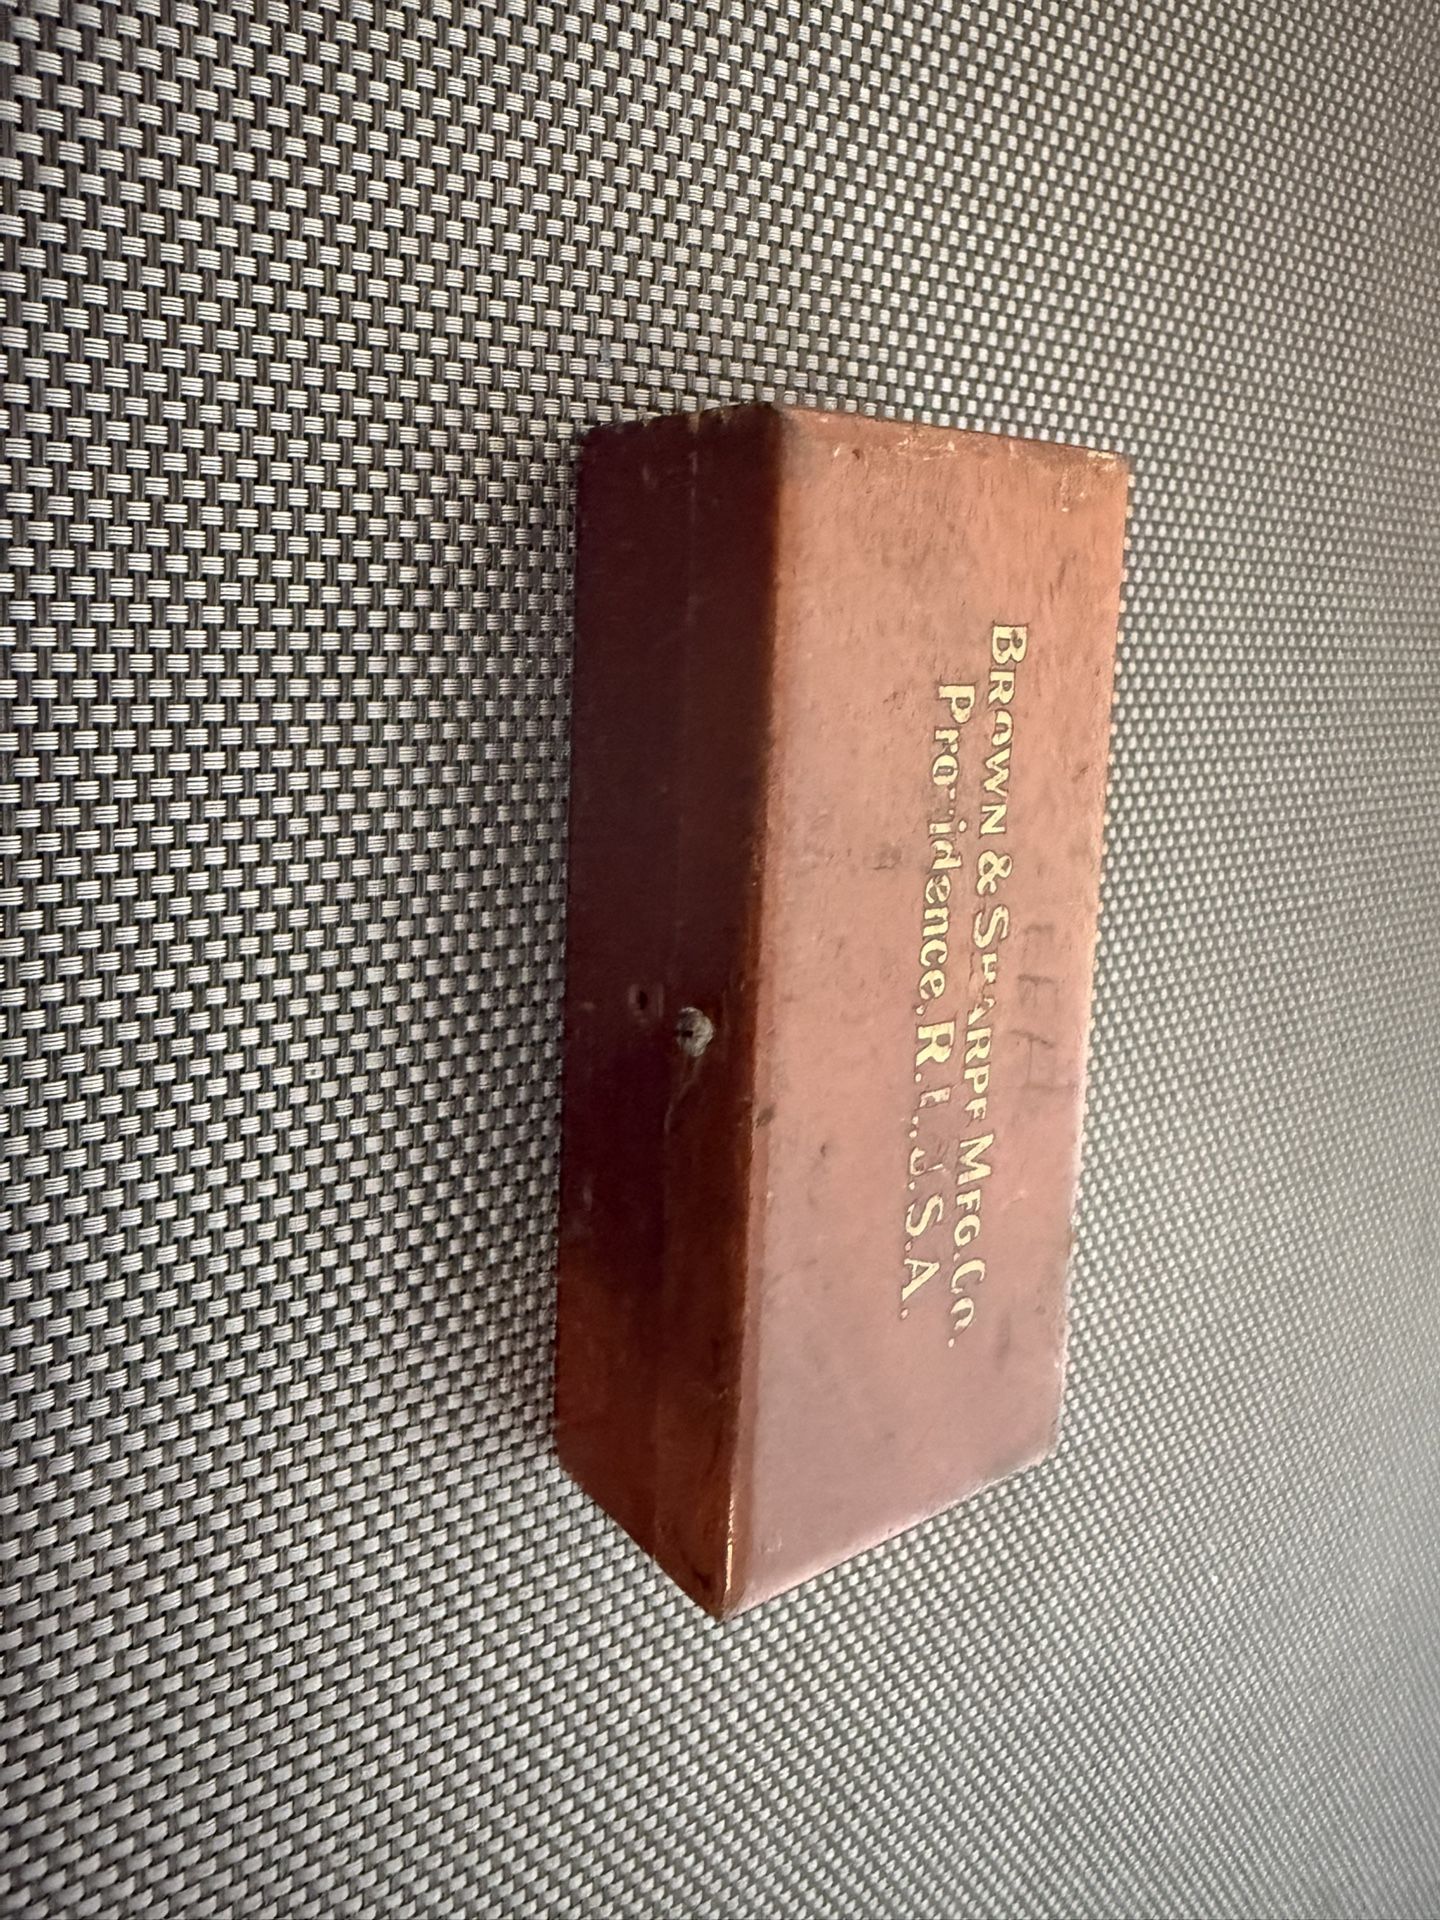 BROWN & SHARPE MFG. CO.
Providence, R.I., U.S.A.